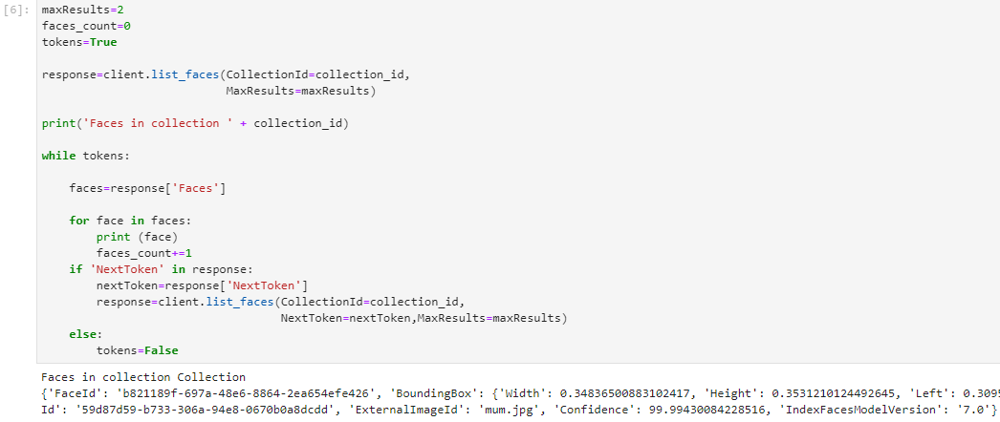 [6]: maxResults=2
faces_count=0
tokens=True
response=client.list_faces(CollectionId=collection_id,
MaxResults=maxResults)
print('Faces in collection ' + collection_id)
while tokens:
faces=response['Faces']
for face in faces:
print (face)
faces_count+=1
if 'NextToken' in response:
nextToken=response['NextToken']
response=client.list_faces(CollectionId=collection_id,
NextToken=nextToken,MaxResults=maxResults)
else:
tokens=False
Faces in collection Collection
{'FaceId': 'b821189f-697a-48e6-8864-2ea654efe426', 'BoundingBox': {'Width': 0.34836500883102417, 'Height': 0.3531210124492645, 'Left': 0.309
Id': '59d87d59-b733-306a-94e8-0670b0a8dcdd', 'ExternalImageId': 'mum.jpg', 'Confidence': 99.99430084228516, 'IndexFacesModelVersion': '7.0'}